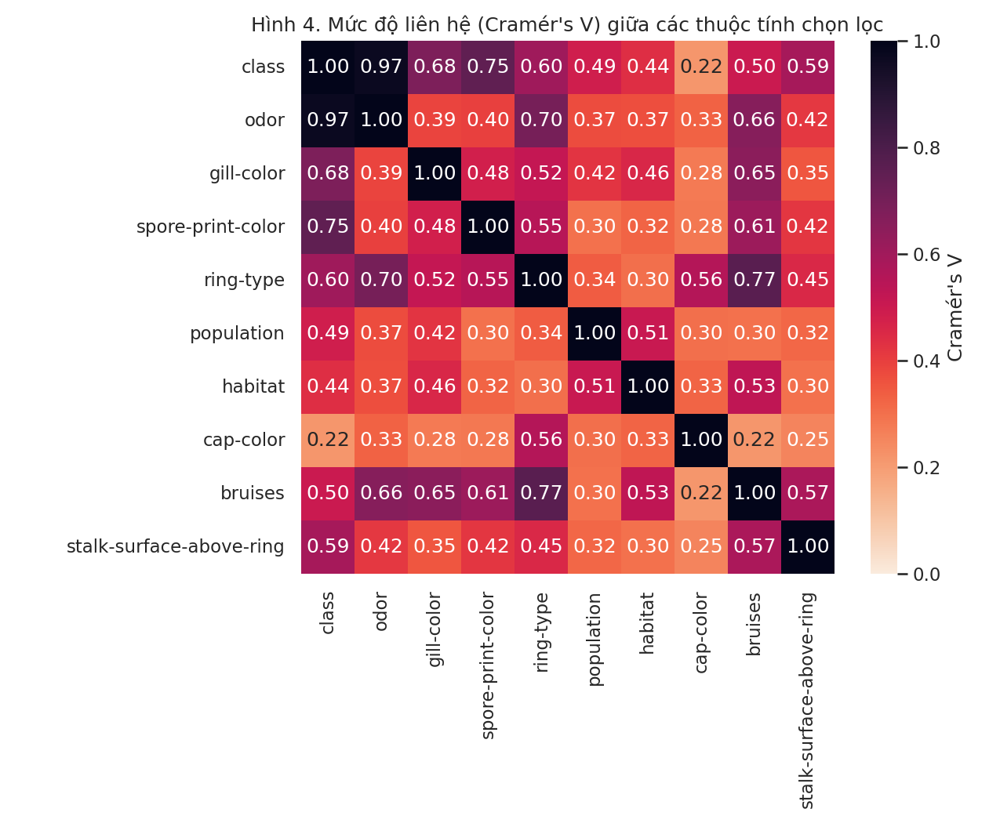 Hình 4. Mức độ liên hệ (Cramér's V) giữa các thuộc tính chọn lọc
class 1.00 0.97 0.68 0.75 0.60 0.49 0.44 0.22 0.50 0.59
odor 0.97 1.00 0.39 0.40 0.70 0.37 0.37 0.33 0.66 0.42
gill-color 0.68 0.39 1.00 0.48 0.52 0.42 0.46 0.28 0.65 0.35
spore-print-color 0.75 0.40 0.48 1.00 0.55 0.30 0.32 0.28 0.61 0.42
ring-type 0.60 0.70 0.52 0.55 1.00 0.34 0.30 0.56 0.77 0.45
population 0.49 0.37 0.42 0.30 0.34 1.00 0.51 0.30 0.30 0.32
habitat 0.44 0.37 0.46 0.32 0.30 0.51 1.00 0.33 0.53 0.30
cap-color 0.22 0.33 0.28 0.28 0.56 0.30 0.33 1.00 0.22 0.25
bruises 0.50 0.66 0.65 0.61 0.77 0.30 0.53 0.22 1.00 0.57
stalk-surface-above-ring 0.59 0.42 0.35 0.42 0.45 0.32 0.30 0.25 0.57 1.00
class
odor
gill-color
spore-print-color
ring-type
population
habitat
cap-color
bruises
stalk-surface-above-ring
1.0
0.8
0.6
0.4
0.2
0.0
Cramér's V